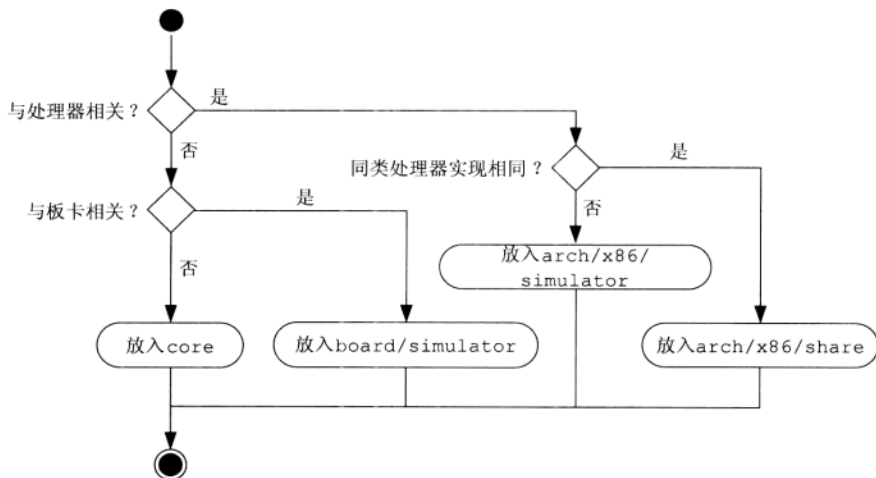 与处理器相关？
是
否
同类处理器实现相同？
是
否
与板卡相关？
是
否
放入arch/x86/
simulator
放入core
放入board/simulator
放入arch/x86/share